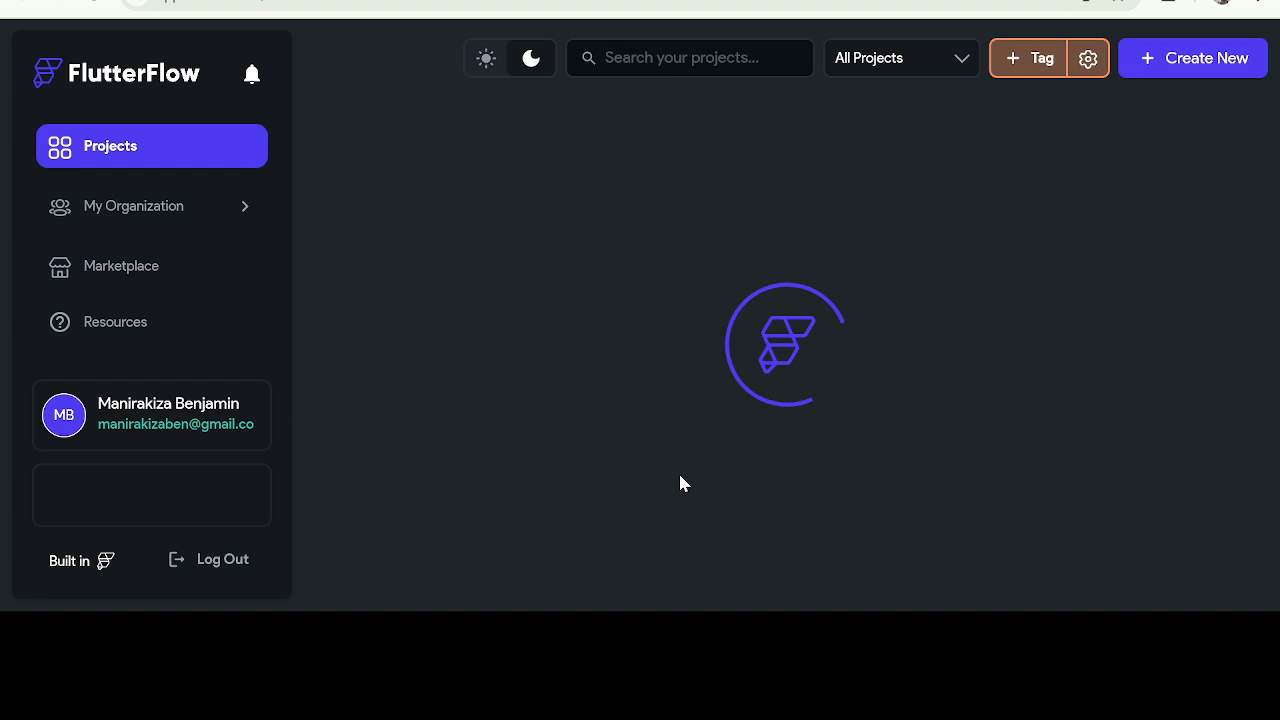 FlutterFlow
Search your projects...
All Projects
Tag
Create New
Projects
My Organization
Marketplace
Resources
MB
Manirakiza Benjamin
manirakizaben@gmail.co
Built in
Log Out